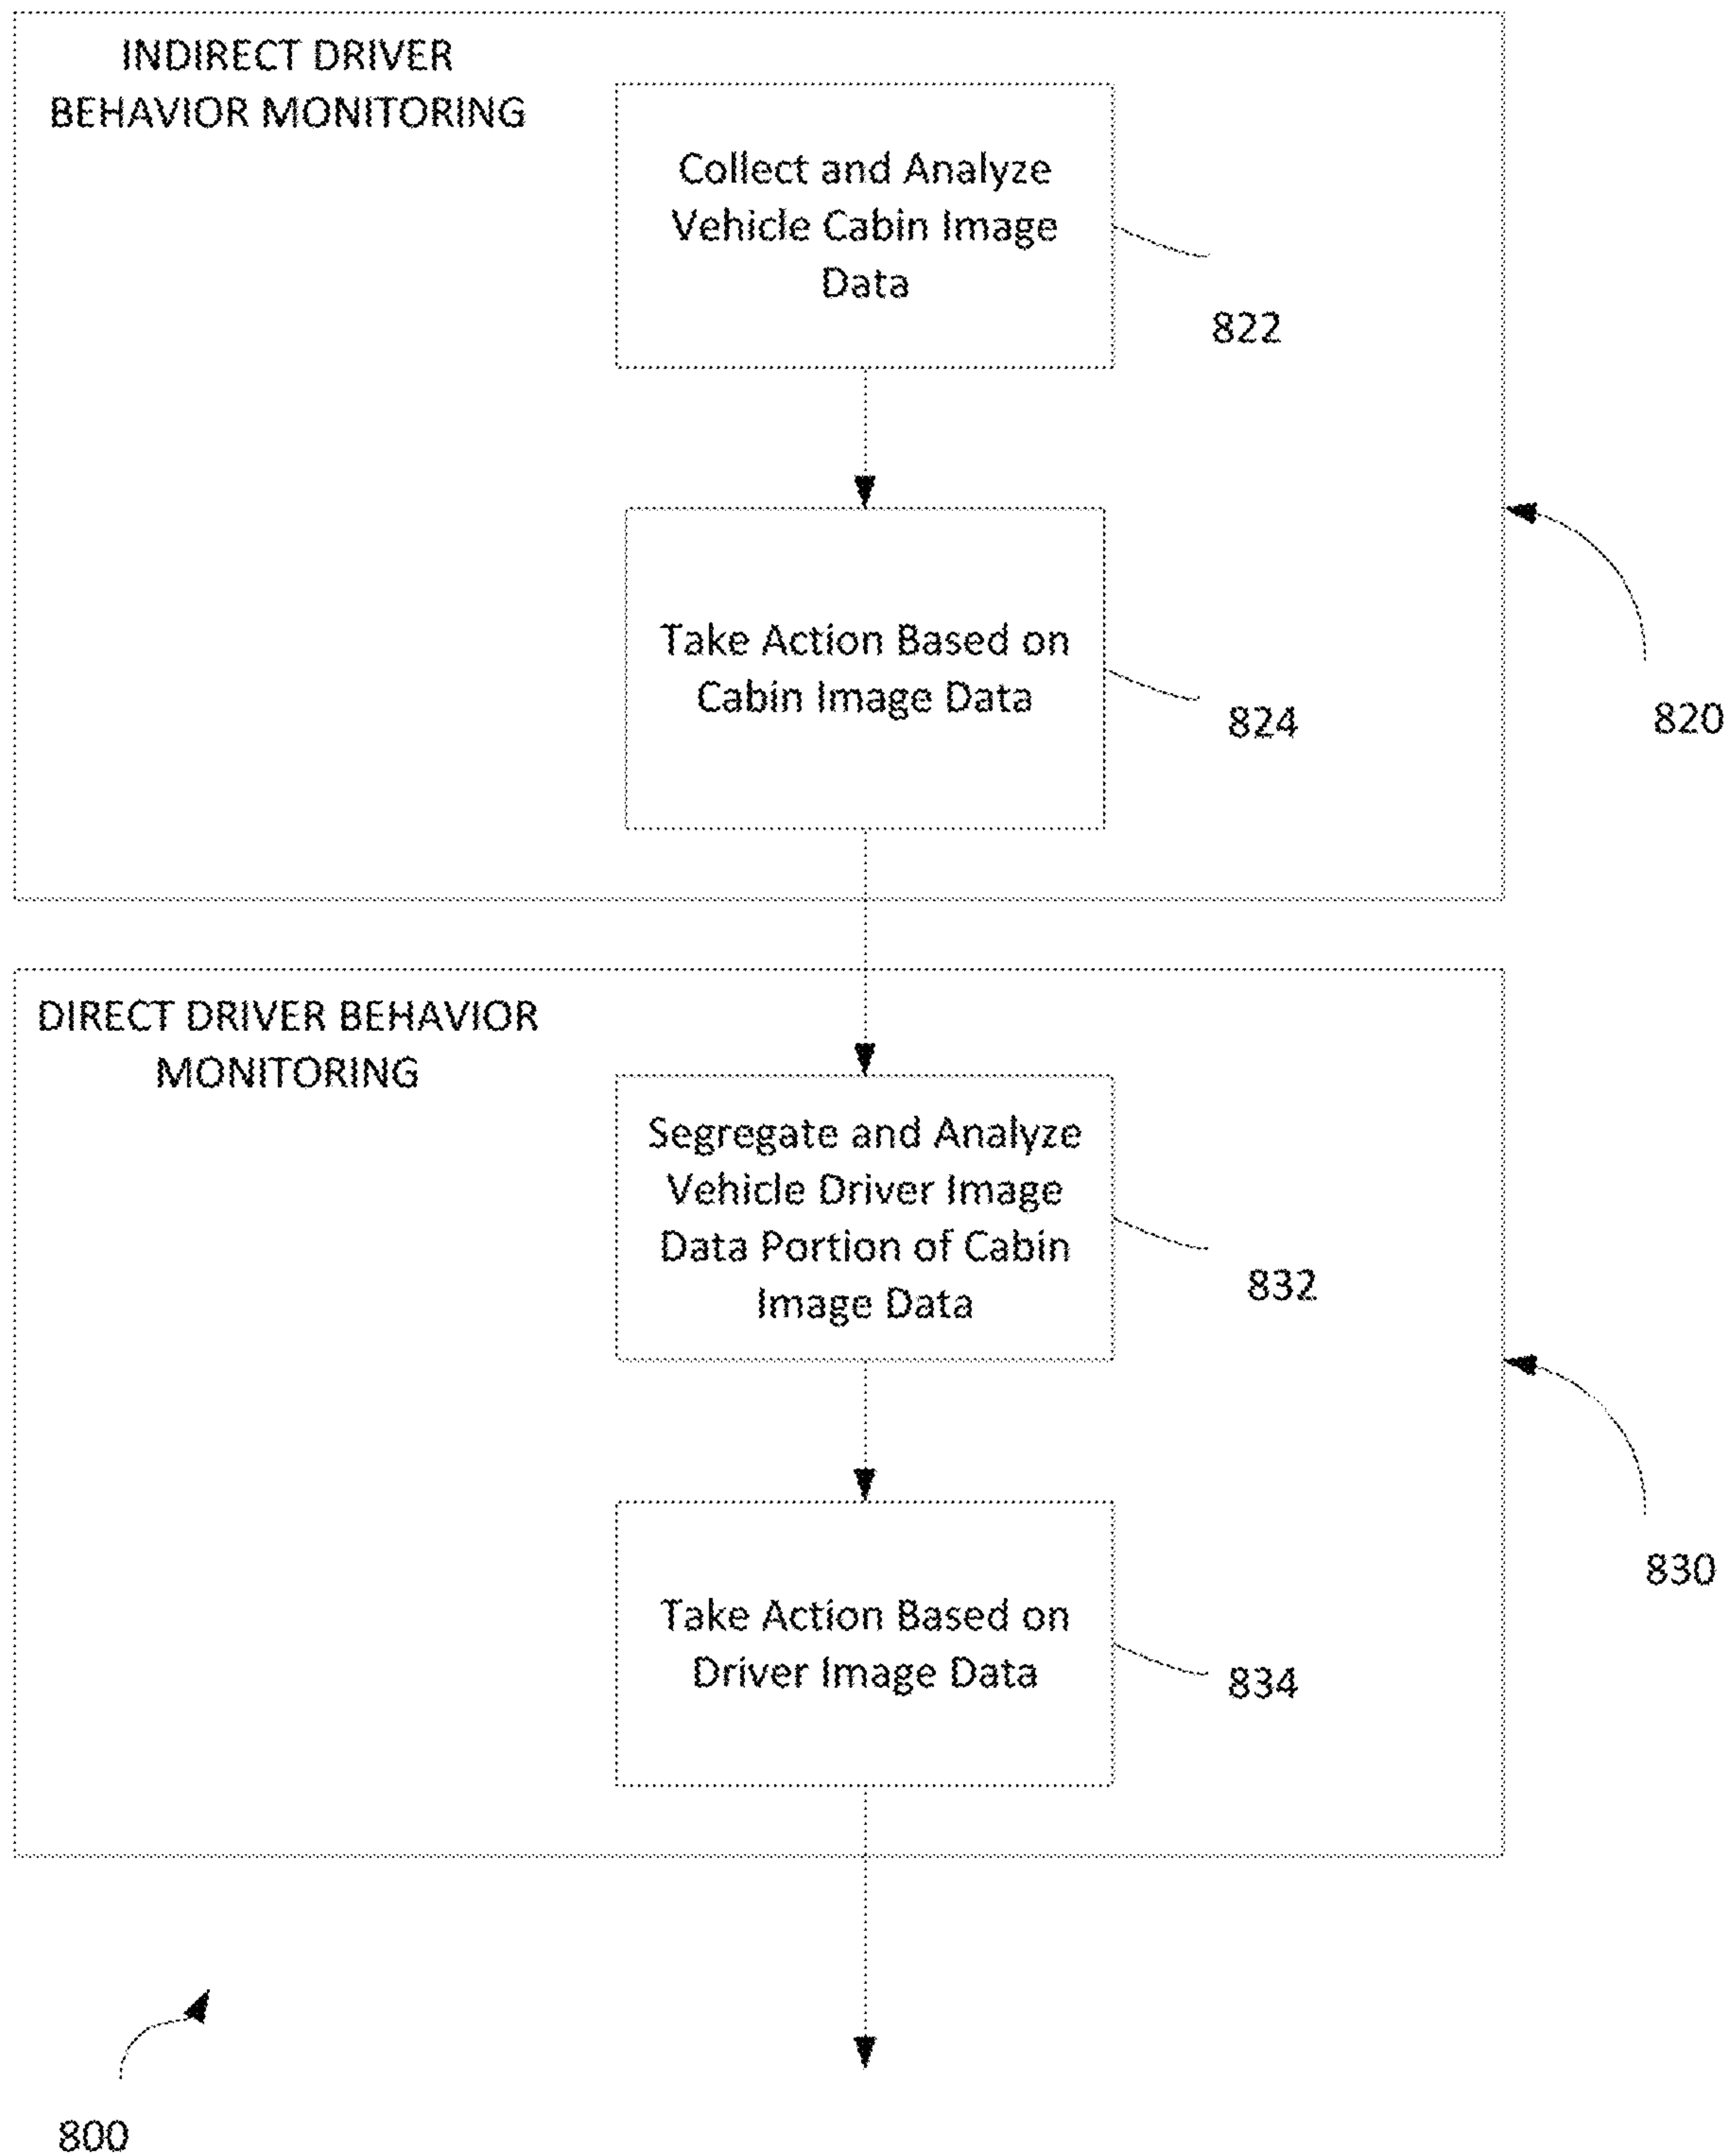 INDIRECT DRIVER
BEHAVIOR MONITORING
Collect and Analyze
Vehicle Cabin Image
Data
822
Take Action Based on
Cabin Image Data
824
820
DIRECT DRIVER BEHAVIOR
MONITORING
Segregate and Analyze
Vehicle Driver Image
Data Portion of Cabin
Image Data
832
830
Take Action Based on
Driver Image Data
834
800